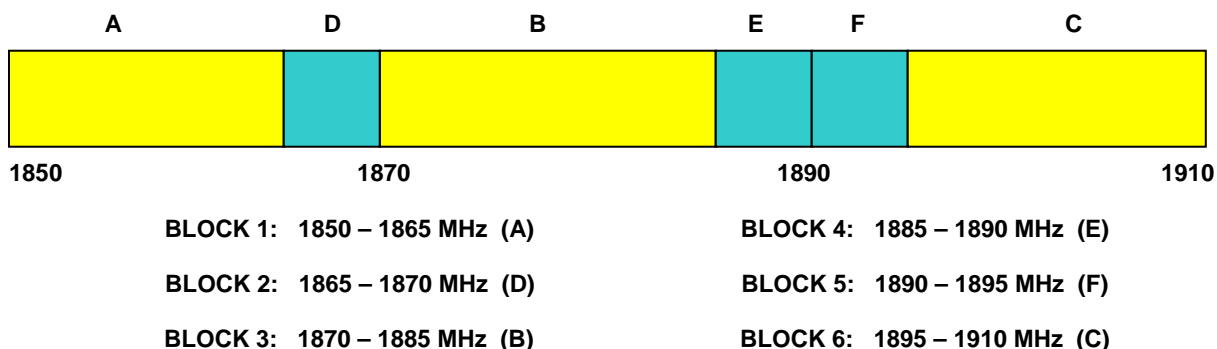 A D B E F C
1850 1870 1890 1910
BLOCK 1: 1850 – 1865 MHz (A) BLOCK 4: 1885 – 1890 MHz (E)
BLOCK 2: 1865 – 1870 MHz (D) BLOCK 5: 1890 – 1895 MHz (F)
BLOCK 3: 1870 – 1885 MHz (B) BLOCK 6: 1895 – 1910 MHz (C)